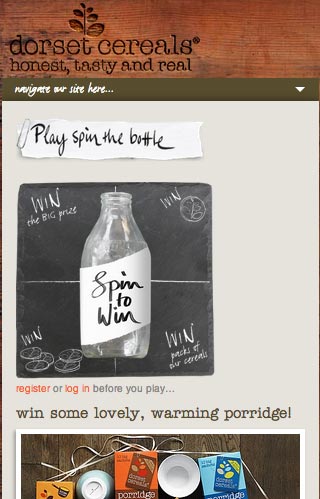 dorset cereals®
honest, tasty and real
navigate our site here...
Play spin the bottle
WIN
the BIG prize
WIN
Spin
to
Win
WIN
WIN
packs of
our cereals
register or log in before you play...
win some lovely, warming porridge!
porridge
porridge